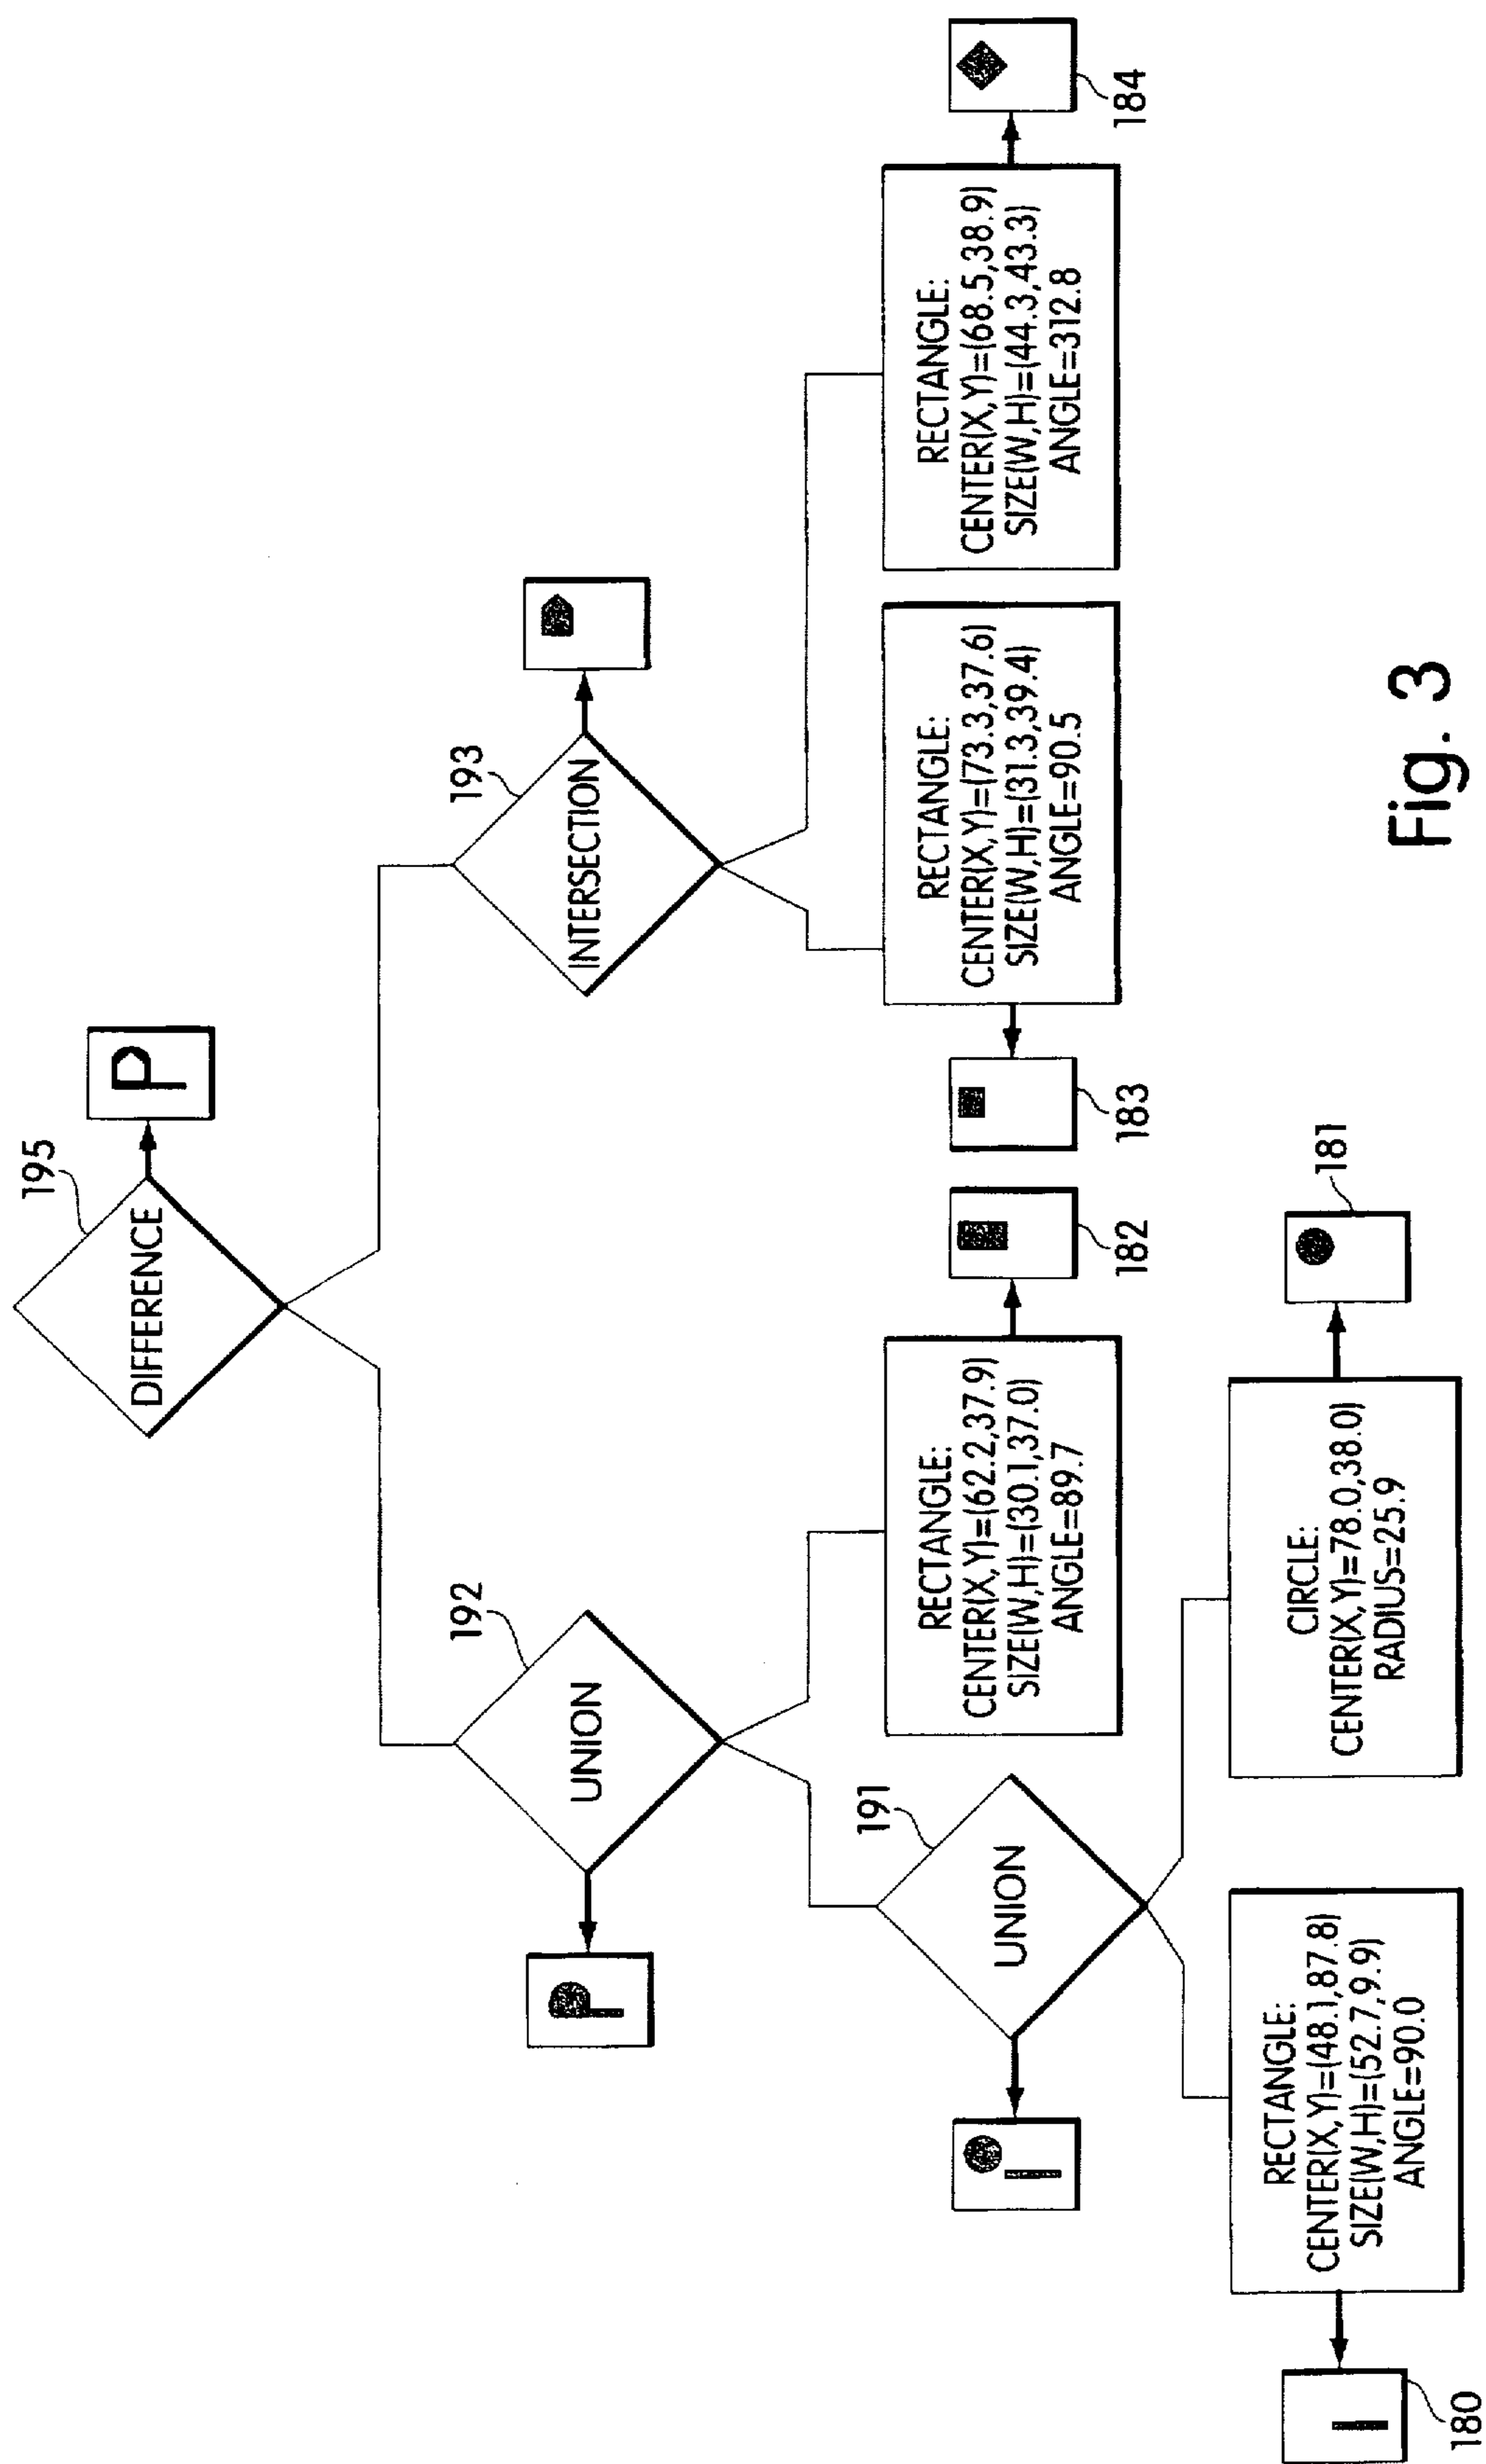 195
DIFFERENCE
P
192
UNION
P
193
INTERSECTION
191
UNION
RECTANGLE:
CENTER(X,Y)=(62.2,37.9)
SIZE(W,H)=(30.1,37.0)
ANGLE=89.7
182
183
RECTANGLE:
CENTER(X,Y)=(73.3,37.6)
SIZE(W,H)=(31.3,39.4)
ANGLE=90.5
RECTANGLE:
CENTER(X,Y)=(68.5,38.9)
SIZE(W,H)=(44.3,43.3)
ANGLE=312.8
184
180
RECTANGLE:
CENTER(X,Y)=(48.1,87.8)
SIZE(W,H)=(52.7,9.9)
ANGLE=90.0
CIRCLE:
CENTER(X,Y)=78.0,38.0)
RADIUS=25.9
181
Fig. 3